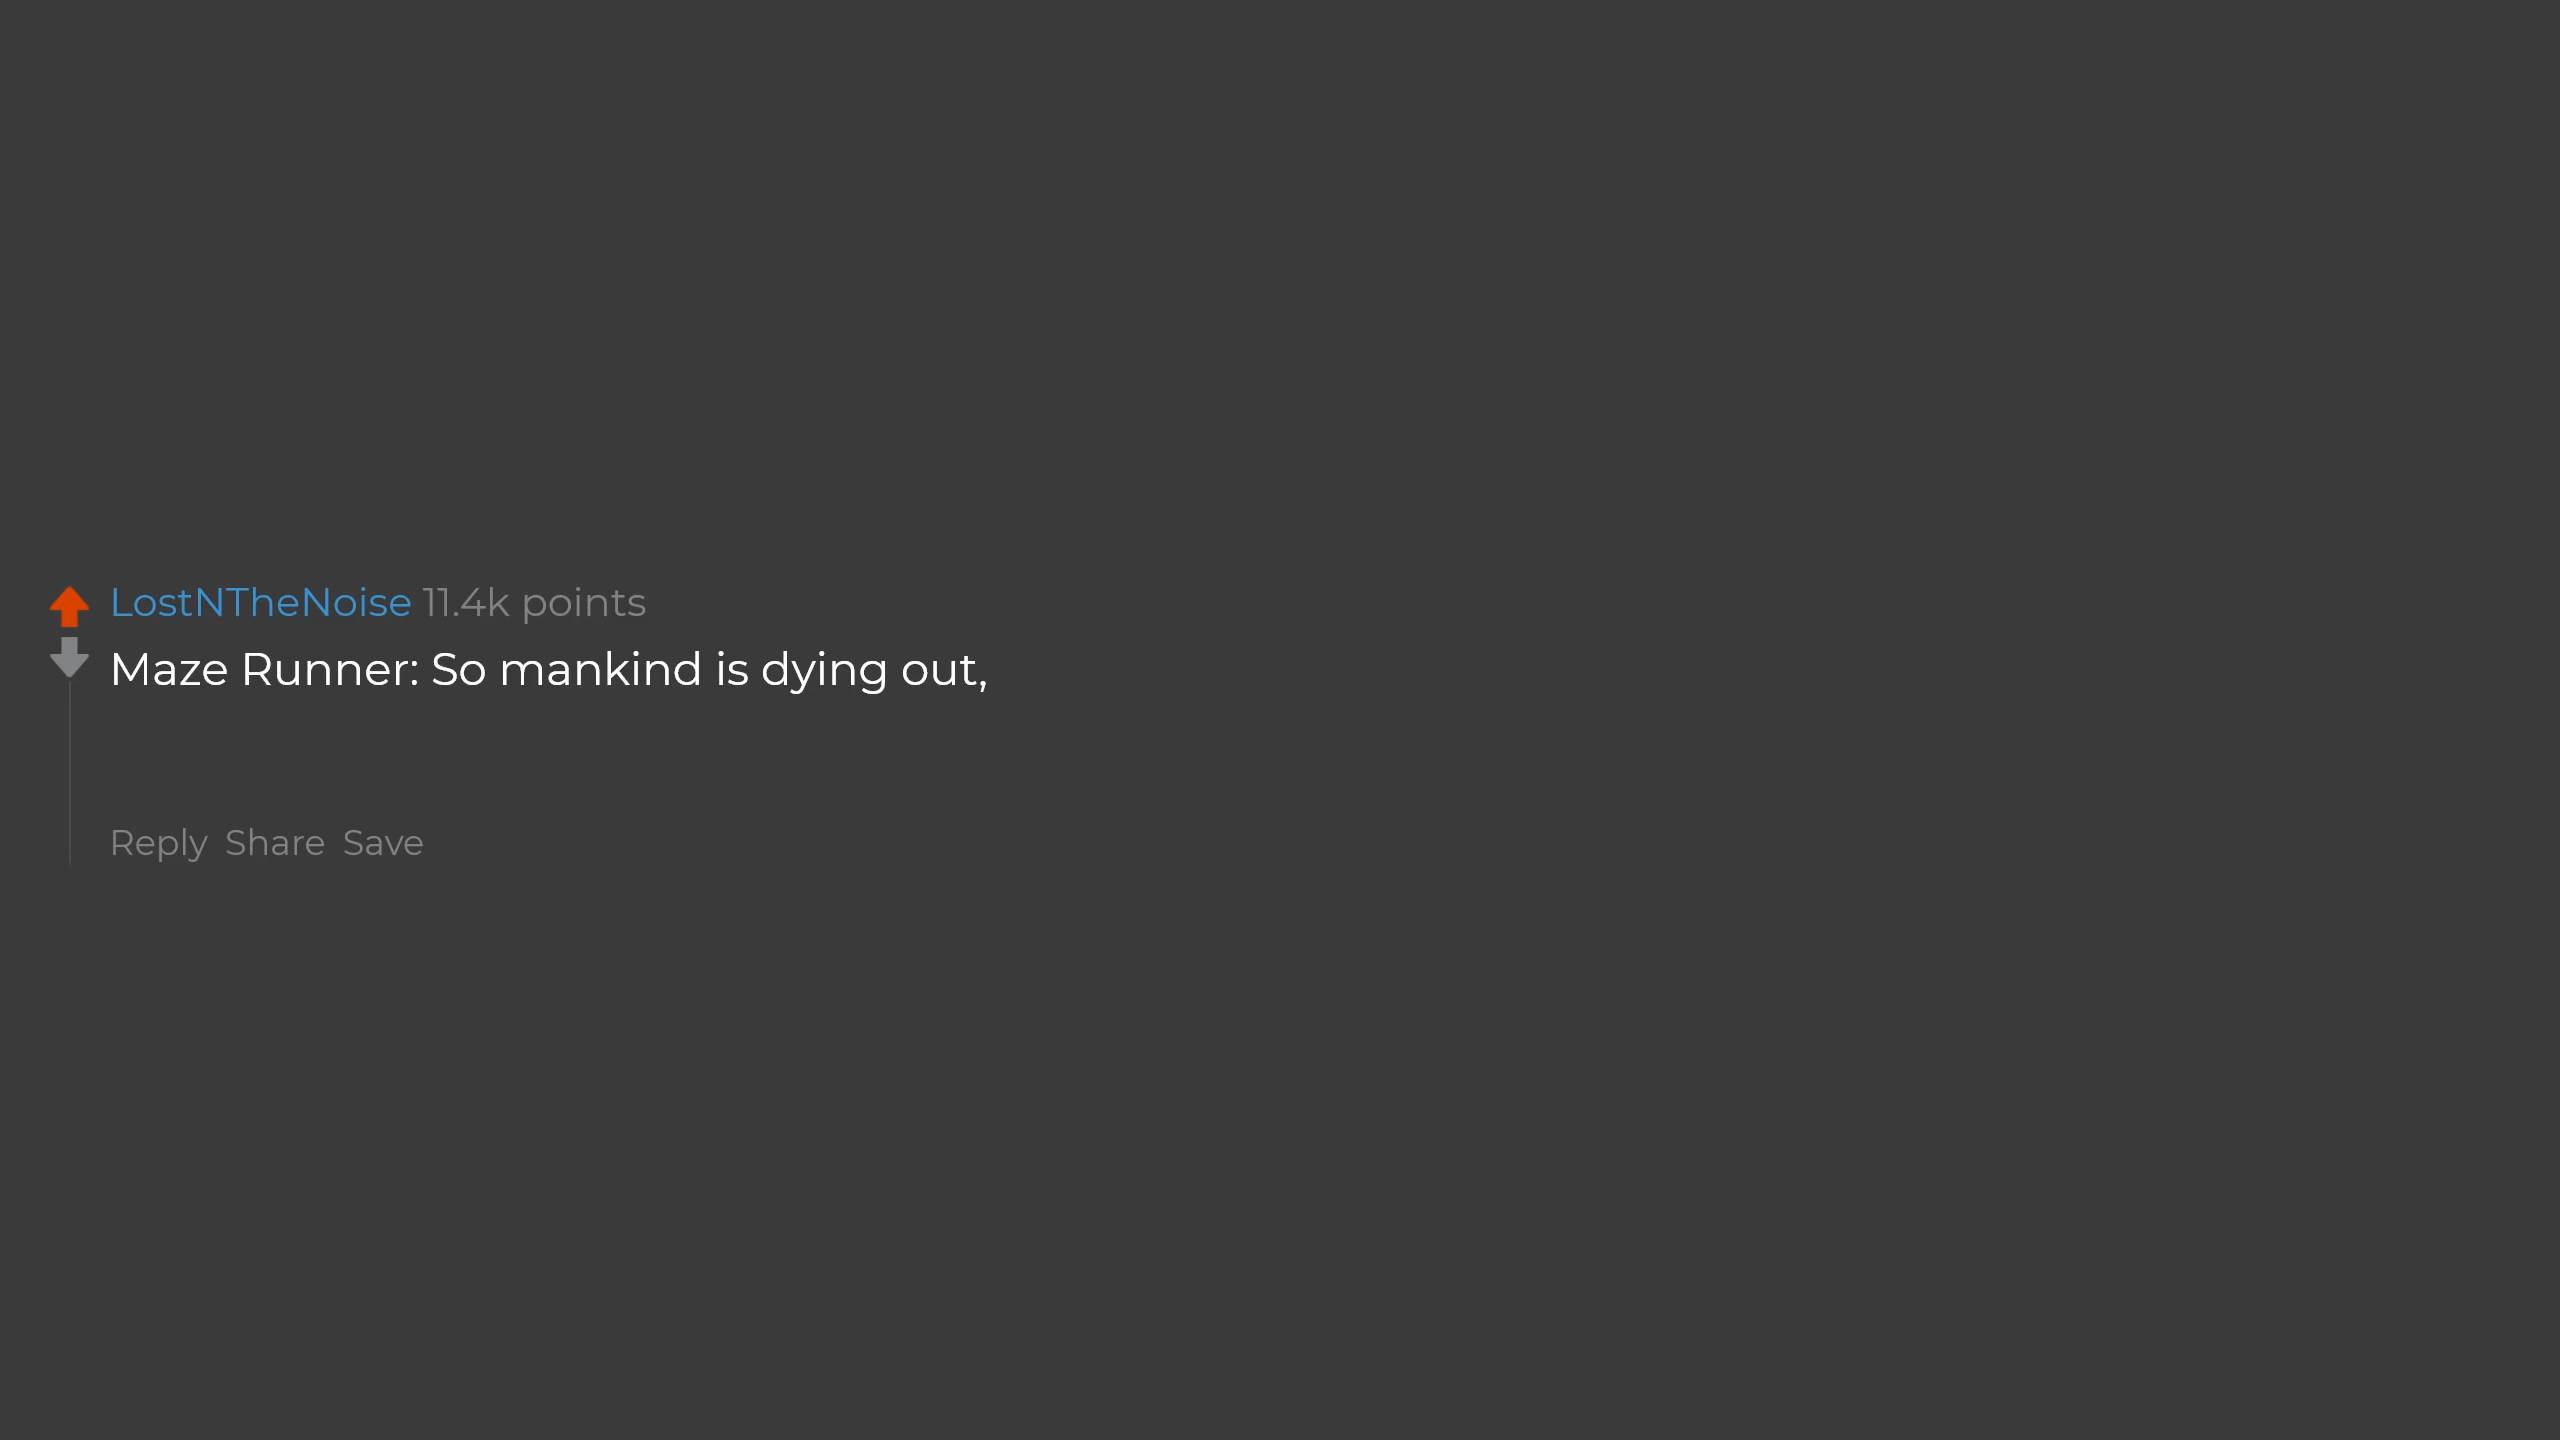 LostNTheNoise 11.4k points
Maze Runner: So mankind is dying out,
Reply Share Save